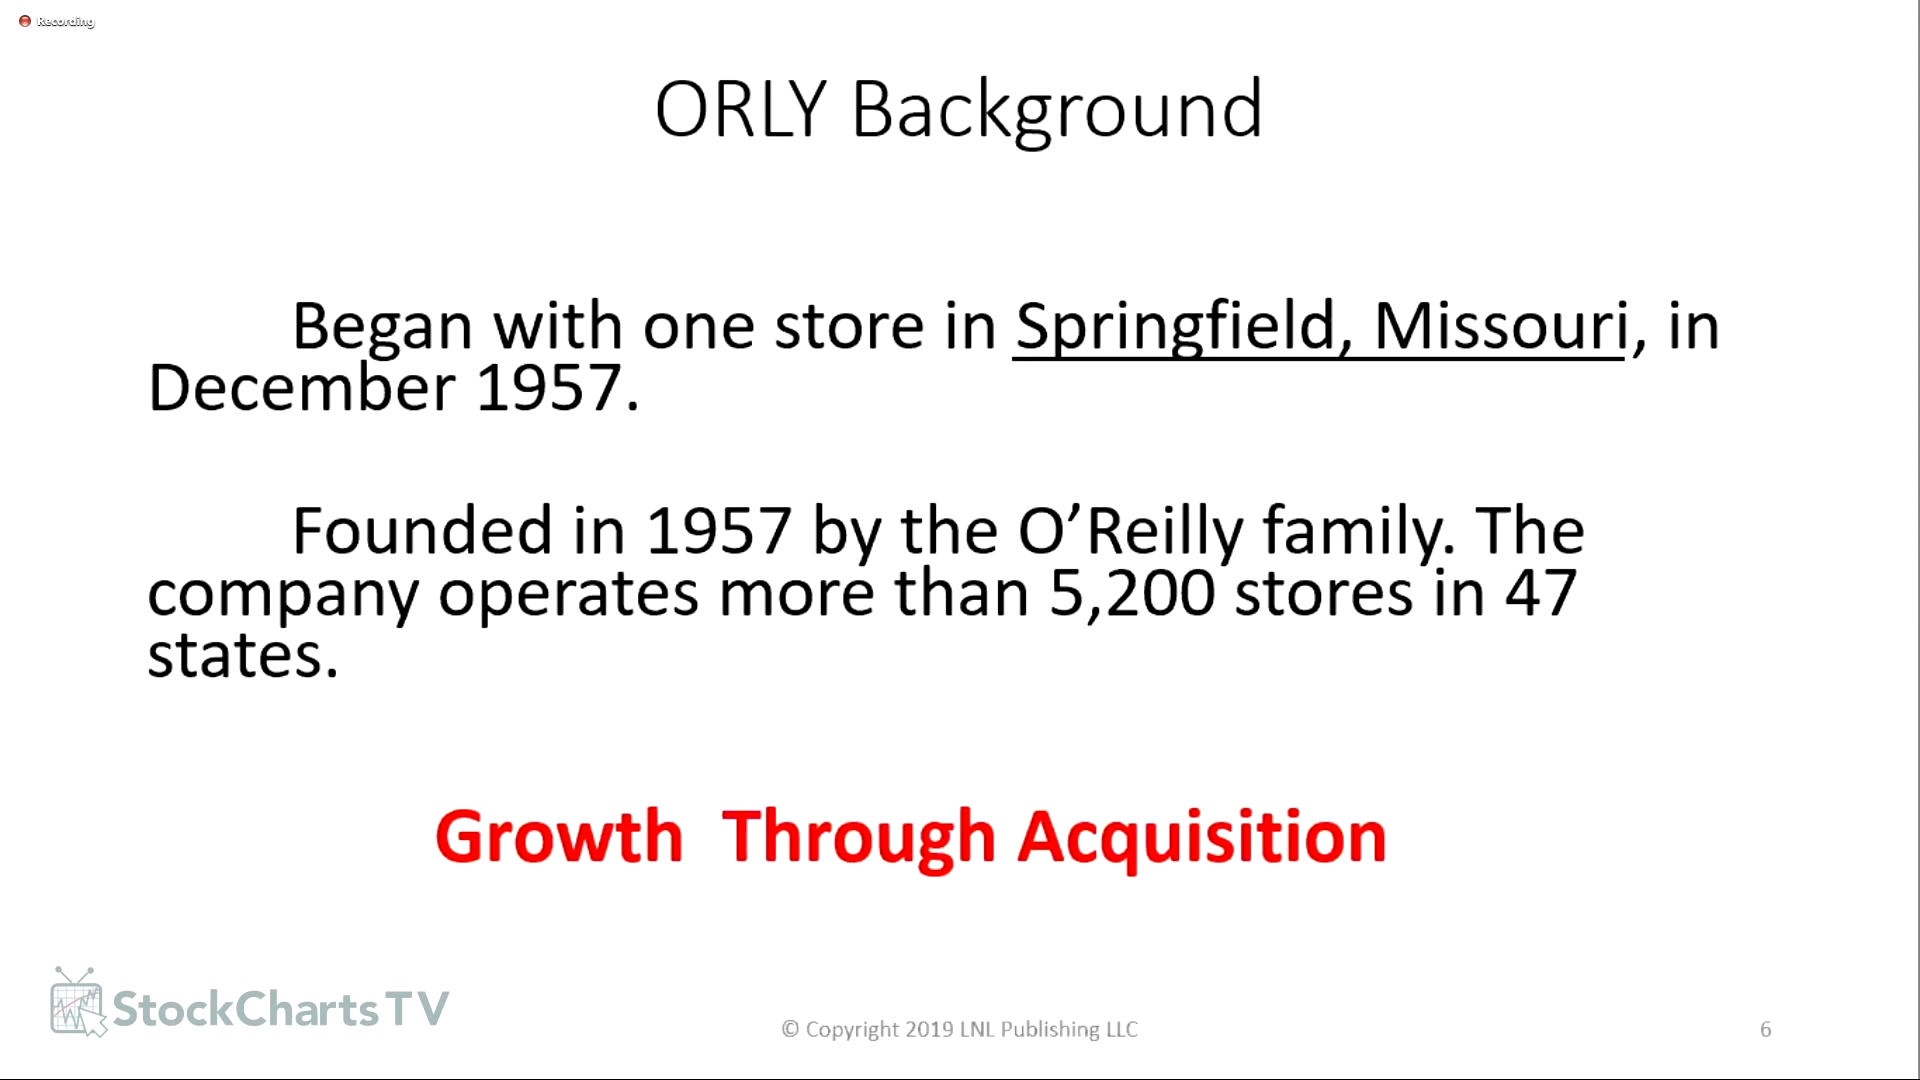 Recording
ORLY Background
Began with one store in Springfield, Missouri, in
December 1957.
Founded in 1957 by the O’Reilly family. The
company operates more than 5,200 stores in 47
states.
Growth  Through Acquisition
StockChartsTV
© Copyright 2019 LNL Publishing LLC
6